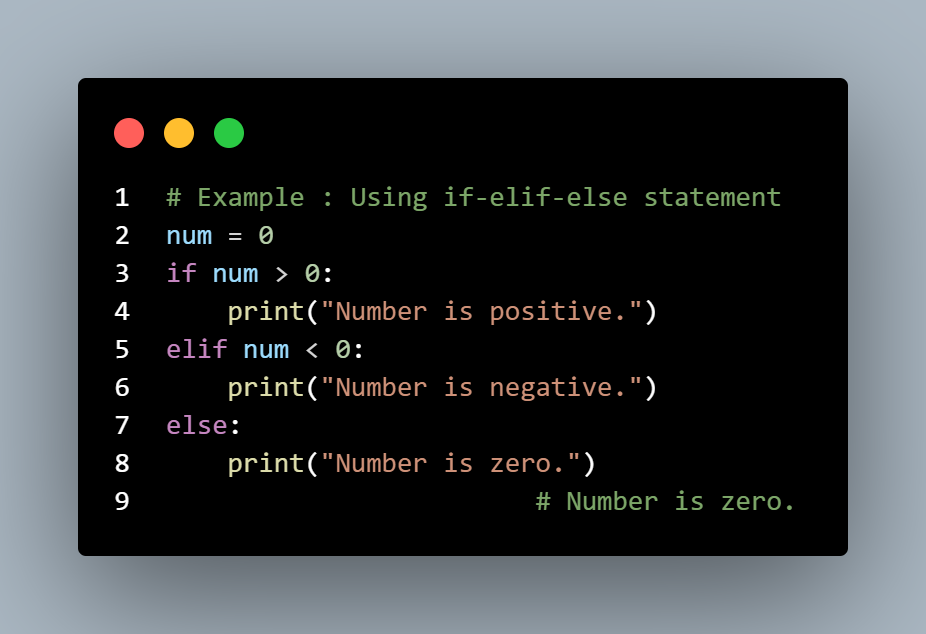 1 # Example : Using if-elif-else statement
2 num = 0
3 if num > 0:
4     print("Number is positive.")
5 elif num < 0:
6     print("Number is negative.")
7 else:
8     print("Number is zero.")
9                         # Number is zero.